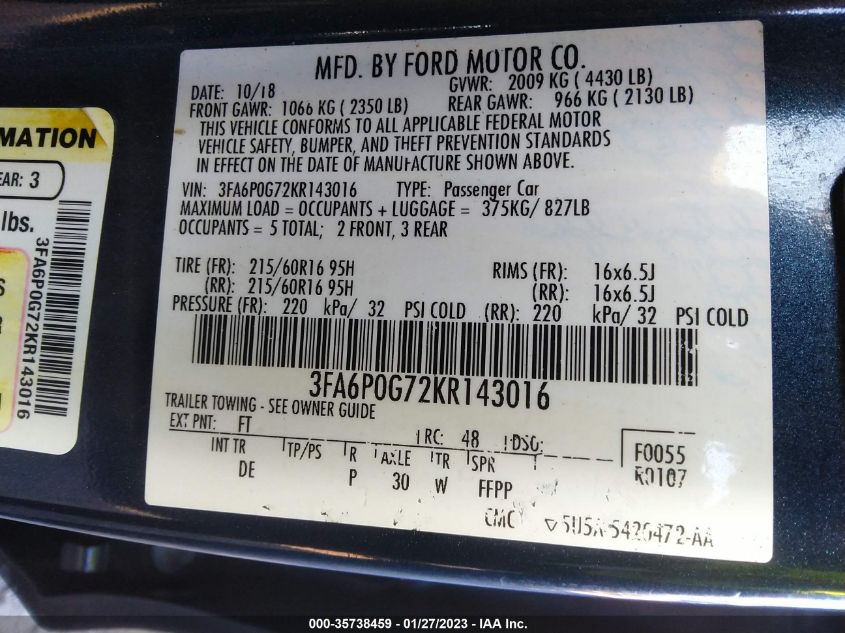 MFD. BY FORD MOTOR CO.
DATE: 10/18 GVWR: 2009 KG ( 4430 LB)
FRONT GAWR: 1066 KG ( 2350 LB) REAR GAWR: 966 KG ( 2130 LB)
THIS VEHICLE CONFORMS TO ALL APPLICABLE FEDERAL MOTOR
VEHICLE SAFETY, BUMPER, AND THEFT PREVENTION STANDARDS
IN EFFECT ON THE DATE OF MANUFACTURE SHOWN ABOVE.
VIN: 3FA6P0G72KR143016 TYPE: Passenger Car
MAXIMUM LOAD = OCCUPANTS + LUGGAGE = 375KG/ 827LB
OCCUPANTS = 5 TOTAL; 2 FRONT, 3 REAR
TIRE (FR): 215/60R16 95H RIMS (FR): 16x6.5J
(RR): 215/60R16 95H (RR): 16x6.5J
PRESSURE (FR): 220 kPa/ 32 PSI COLD (RR): 220 kPa/ 32 PSI COLD
3FA6P0G72KR143016
TRAILER TOWING - SEE OWNER GUIDE
EXT PNT: FT RC: 48 DSO: F0055
INT TR TP/PS R AXLE TR SPR R0107
DE P 30 W FFPP
CMC
MATION
EAR: 3
lbs.
3FA6P0G72KR143016
000-35738459 — 01/27/2023 — IAA Inc.